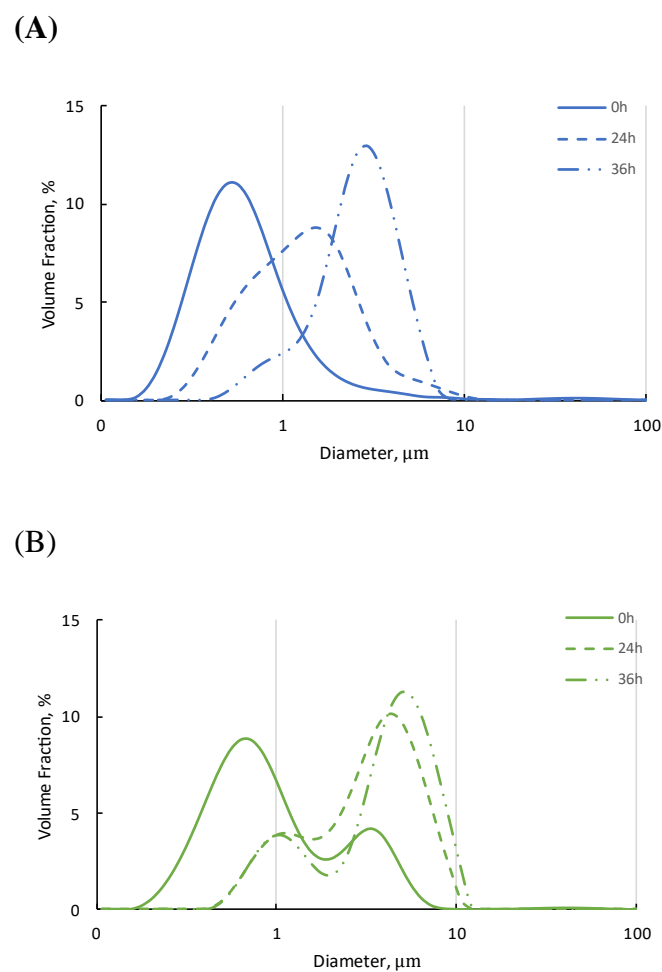 (A)
15
0h
24h
Volume Fraction, %
10
36h
5
0
0
1
10
100
Diameter, μm
(B)
15
0h
24h
Volume Fraction, %
10
36h
5
0
0
1
10
100
Diameter, μm